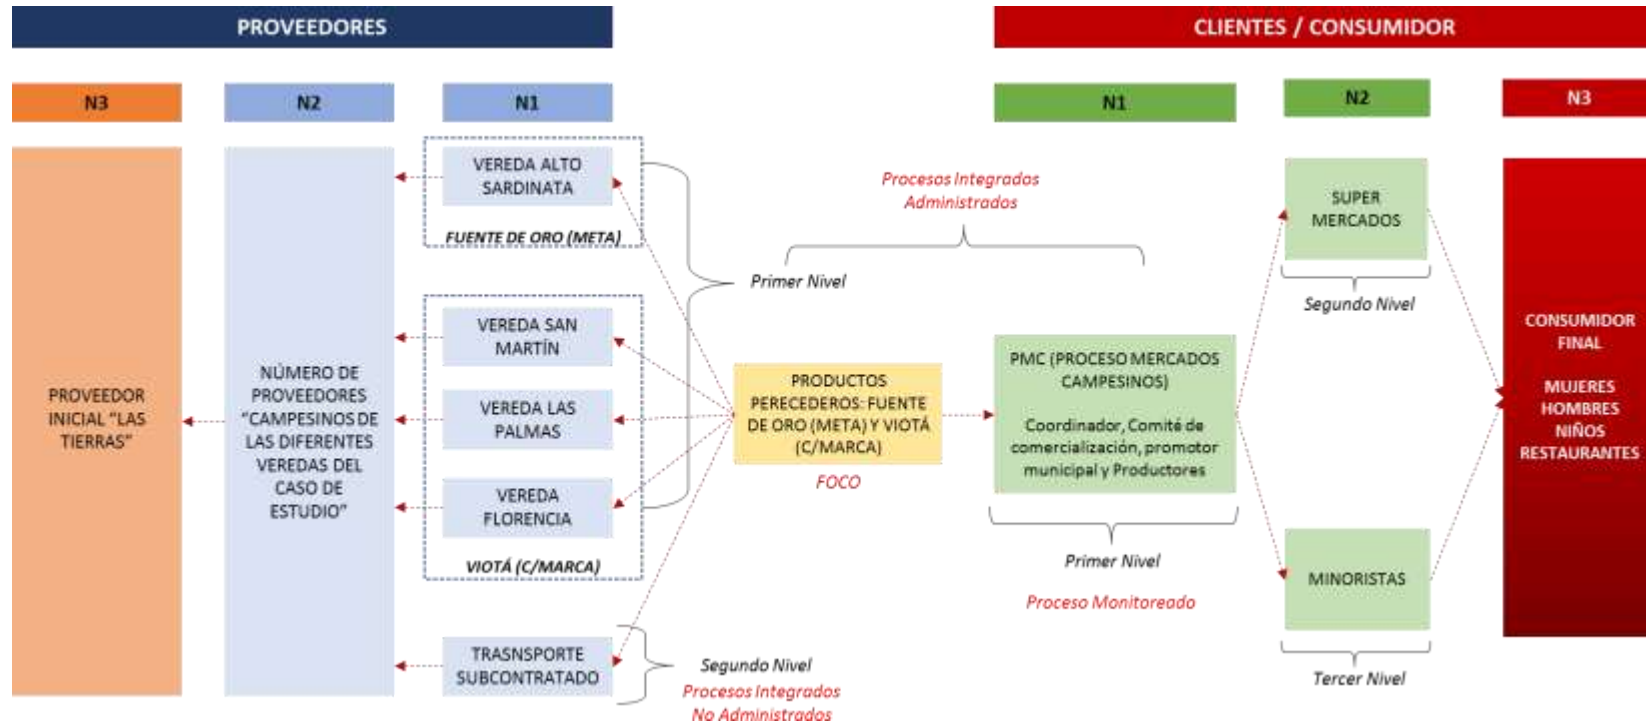 PROVEEDORES
CLIENTES / CONSUMIDOR
N3
N2
N1
N1
N2
N3
PROVEEDOR
INICIAL "LAS
TIERRAS"
NÚMERO DE
PROVEEDORES
"CAMPESINOS DE
LAS DIFERENTES
VEREDAS DEL
CASO DE
ESTUDIO"
VEREDA ALTO
SARDINATA
FUENTE DE ORO (META)
VEREDA SAN
MARTÍN
VEREDA LAS
PALMAS
VEREDA
FLORENCIA
VIOTÁ (C/MARCA)
TRASNSPORTE
SUBCONTRATADO
Primer Nivel
Segundo Nivel
Procesos Integrados
No Administrados
PRODUCTOS
PERECEDEROS: FUENTE
DE ORO (META) Y VIOTÁ
(C/MARCA)
FOCO
Procesos Integrados
Administrados
PMC (PROCESO MERCADOS
CAMPESINOS)
Coordinador, Comité de
comercialización, promotor
municipal y Productores
Primer Nivel
Proceso Monitoreado
SUPER
MERCADOS
Segundo Nivel
MINORISTAS
Tercer Nivel
CONSUMIDOR
FINAL
MUJERES
HOMBRES
NIÑOS
RESTAURANTES